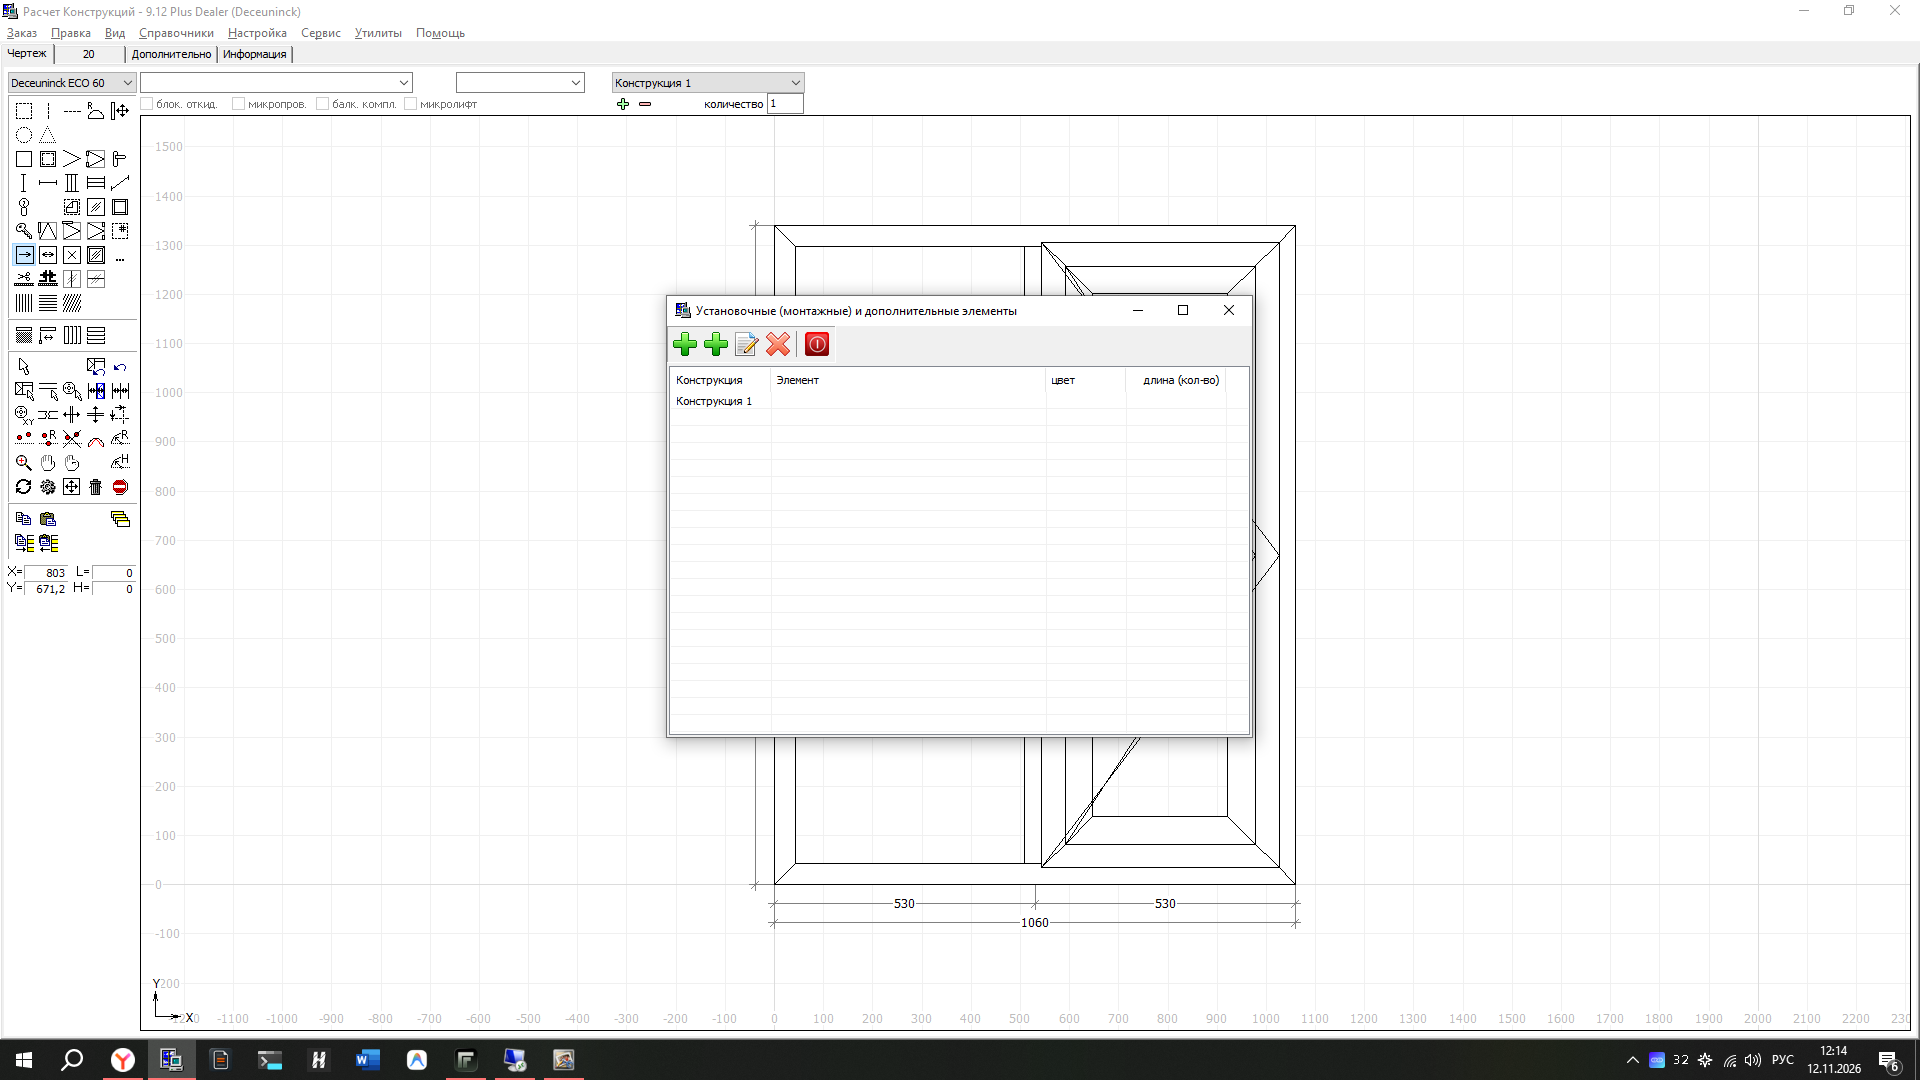 Расчет Конструкций - 9.12 Plus Dealer (Deceuninck)
Заказ Правка Вид Справочники Настройка Сервис Утилиты Помощь
Чертеж 20 Дополнительно Информация
Deceuninck ECO 60 Конструкция 1
блок. откид. микропров. балк. компл. микролифт количество 1
1500
1400
1300
1200
1100
1000
900
800
700
600
500
400
300
200
100
0
-100
Установочные (монтажные) и дополнительные элементы
Конструкция Элемент цвет длина (кол-во)
Конструкция 1
R
XY
R
R
H
X= 803 L= 0
Y= 671,2 H= 0
530 530
1060
Y
X
-1100 -1000 -900 -800 -700 -600 -500 -400 -300 -200 -100 0 100 200 300 400 500 600 700 800 900 1000 1100 1200 1300 1400 1500 1600 1700 1800 1900 2000 2100 2200
32 РУС 12:14
12.11.2026
6